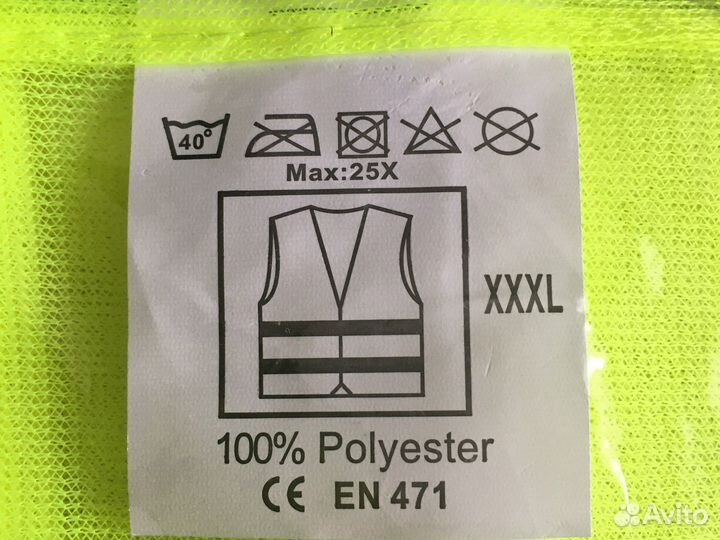 40°
Max:25X
XXXL
100% Polyester
CE EN 471
Avito